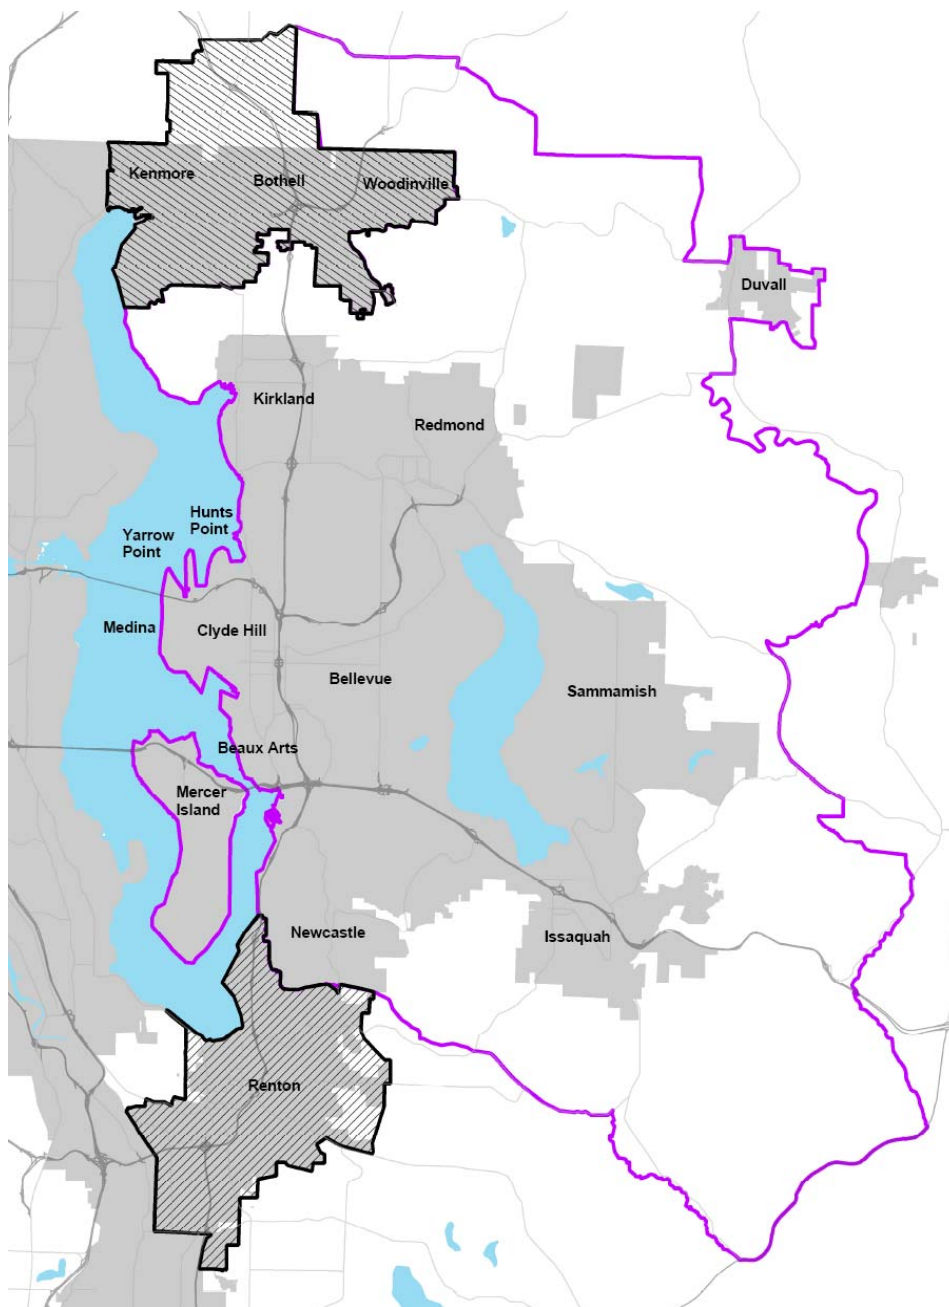 Kenmore
Bothell
Woodinville
Duvall
Kirkland
Redmond
Hunts
Point
Yarrow
Point
Medina
Clyde Hill
Bellevue
Sammamish
Beaux Arts
Mercer
Island
Newcastle
Issaquah
Renton